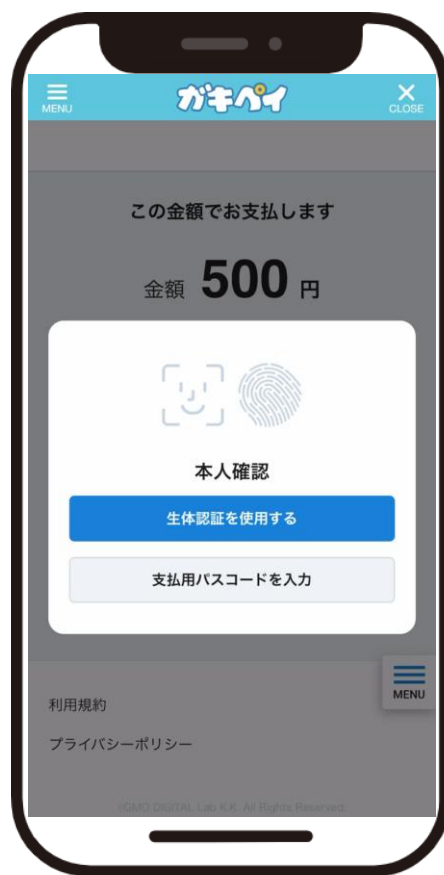 MENU
ガキペイ
CLOSE
この金額でお支払します
金額 500 円
本人確認
生体認証を使用する
支払用パスコードを入力
MENU
利用規約
プライバシーポリシー
©OMO DIGITAL Lab K.K. All Rights Reserved.